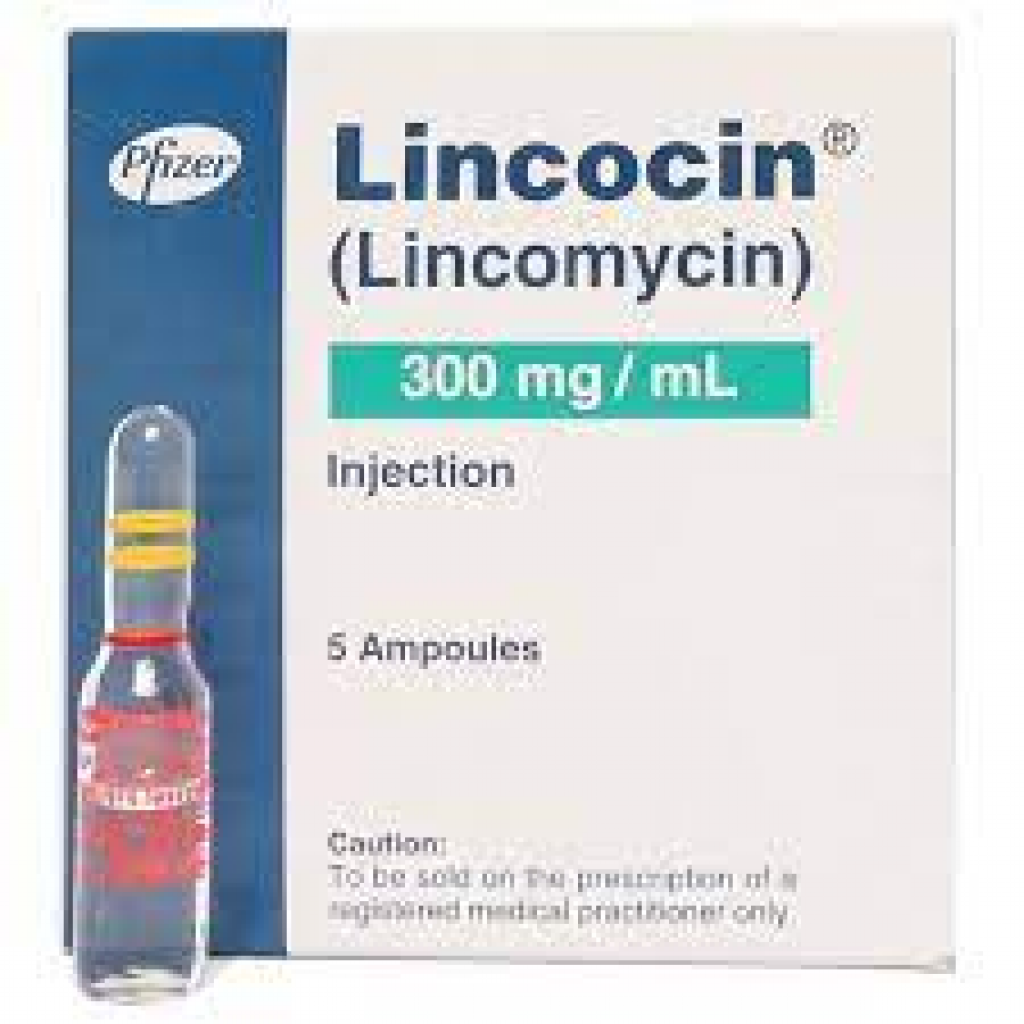 Pfizer
Lincocin®
(Lincomycin)
300 mg / mL
Injection
5 Ampoules
Caution:
To be sold on the prescription of a
registered medical practitioner only